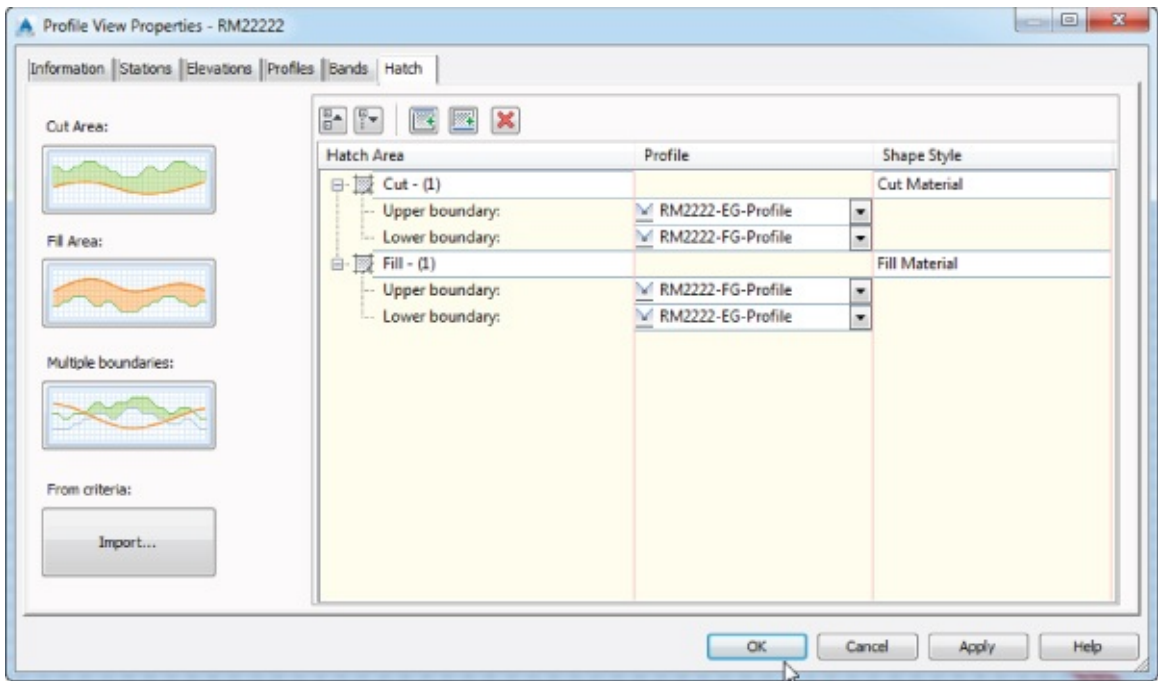 Profile View Properties - RM22222
Information Stations Elevations Profiles Bands Hatch
Cut Area:
Fill Area:
Multiple boundaries:
From criteria:
Import...
Hatch Area Profile Shape Style
Cut - (1) Cut Material
Upper boundary: RM2222-EG-Profile
Lower boundary: RM2222-FG-Profile
Fill - (1) Fill Material
Upper boundary: RM2222-FG-Profile
Lower boundary: RM2222-EG-Profile
OK Cancel Apply Help